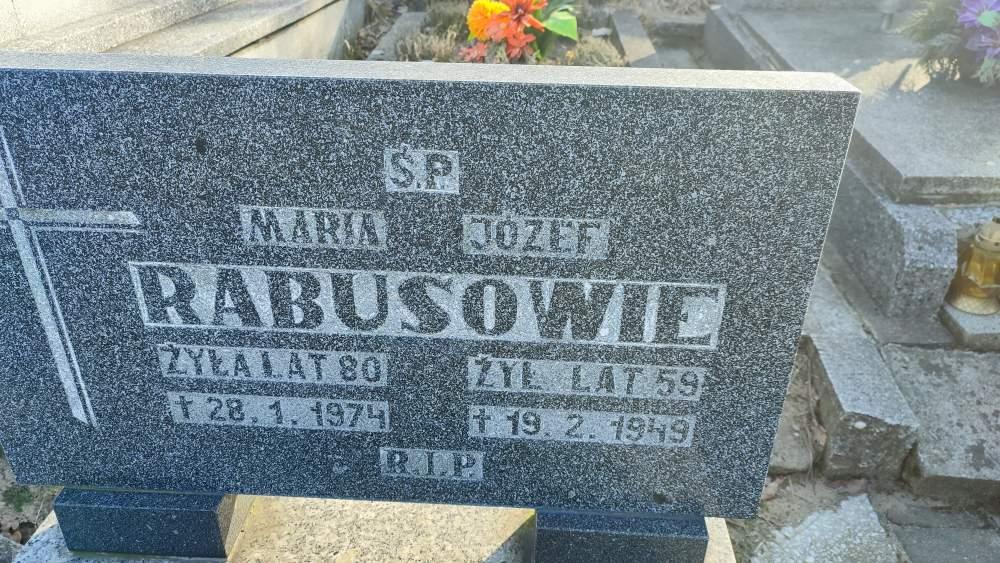 Ś.P.
MARIA JÓZEF
RABUSOWIE
ŻYŁA LAT 80 ŻYŁ LAT 59
✝ 28.1.1974 ✝ 19.2.1949
R.I.P